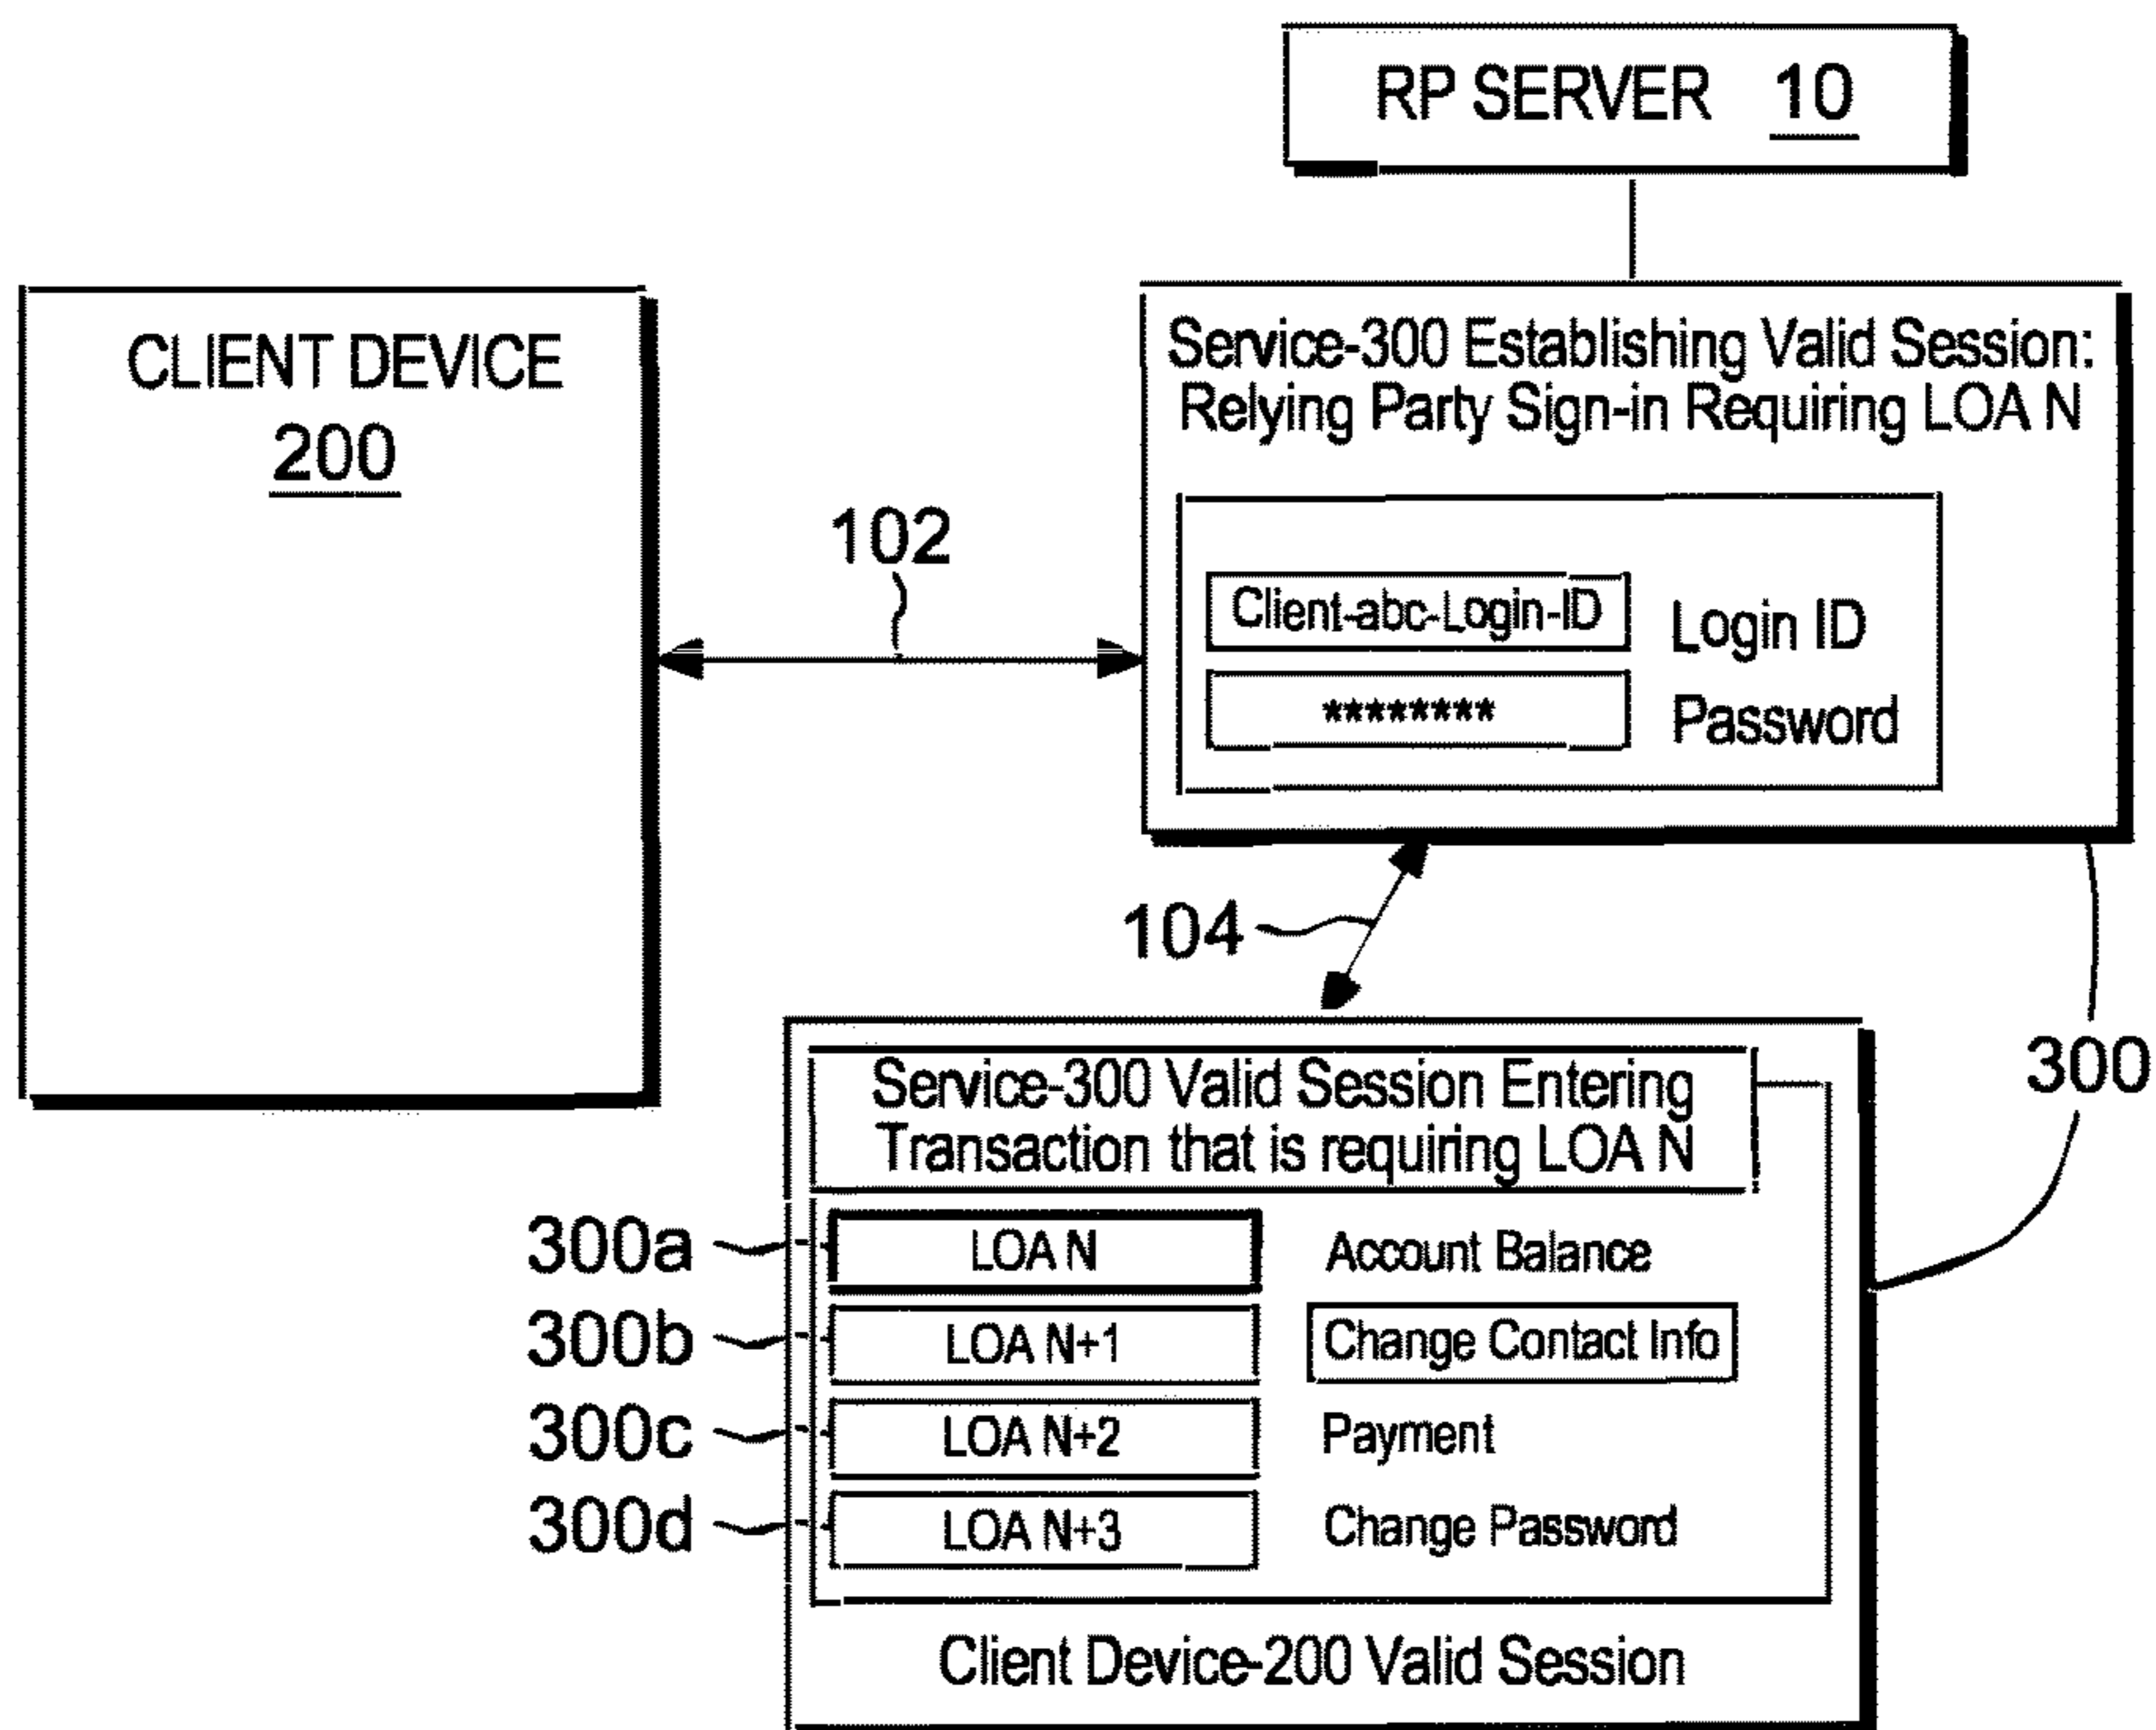 RP SERVER 10
CLIENT DEVICE
200
Service-300 Establishing Valid Session:
Relying Party Sign-in Requiring LOA N
102
Client-abc-Login-ID Login ID
******** Password
104
300
Service-300 Valid Session Entering
Transaction that is requiring LOA N
300a LOA N Account Balance
300b LOA N+1 Change Contact Info
300c LOA N+2 Payment
300d LOA N+3 Change Password
Client Device-200 Valid Session